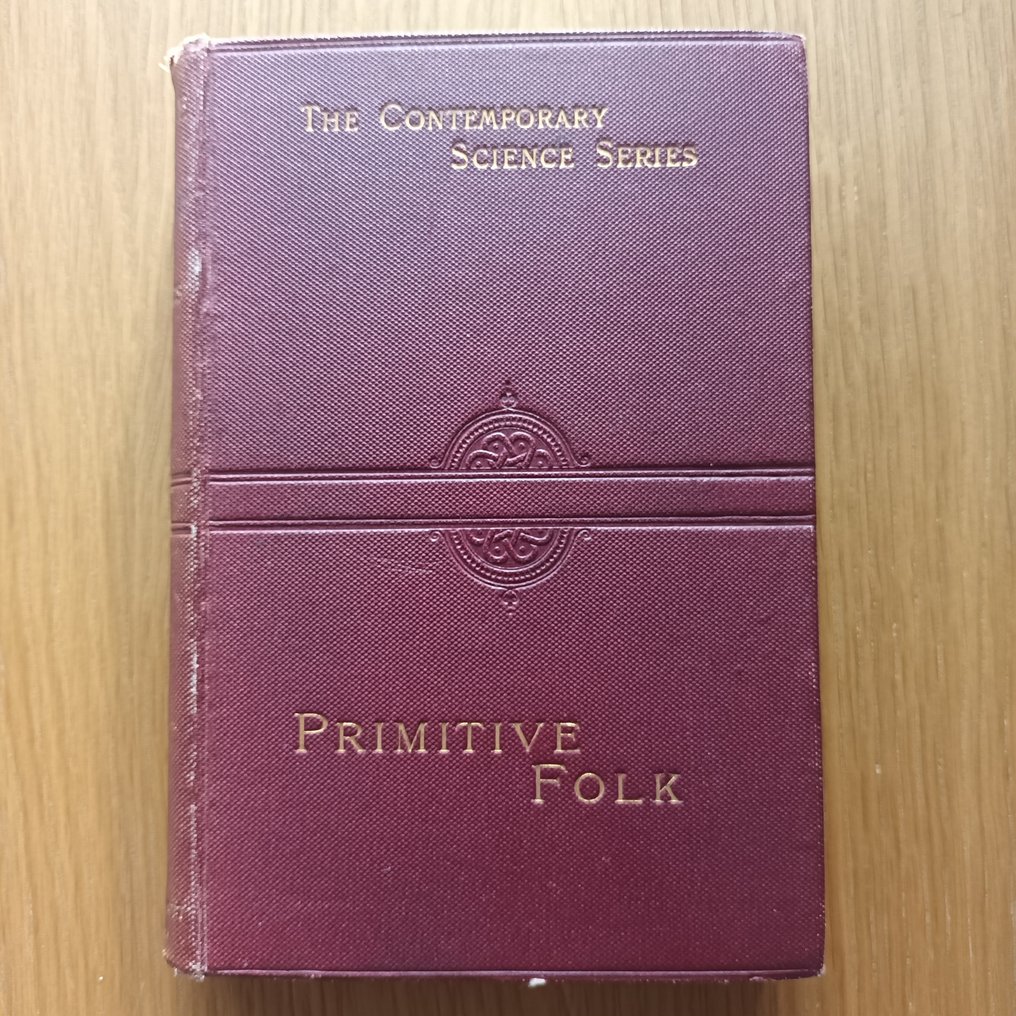 The Contemporary
Science Series
Primitive
Folk